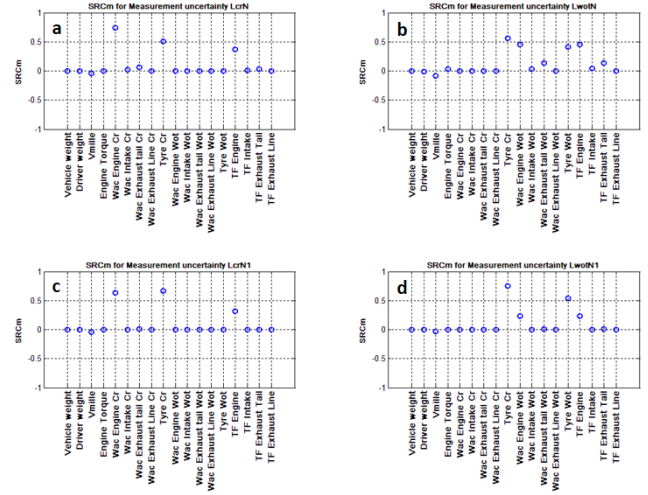 SRCm for Measurement uncertainty LcrN
a
1
0.5
0
-0.5
-1
SRCm
Vehicle weight
Driver weight
Vmille
Engine Torque
Wac Engine Cr
Wac Intake Cr
Wac Exhaust tail Cr
Wac Exhaust Line Cr
Tyre Cr
Wac Engine Wot
Wac Intake Wot
Wac Exhaust tail Wot
Wac Exhaust Line Wot
Tyre Wot
TF Engine
TF Intake
TF Exhaust Tail
TF Exhaust Line
SRCm for Measurement uncertainty LwotN
b
1
0.5
0
-0.5
-1
SRCm
Vehicle weight
Driver weight
Vmille
Engine Torque
Wac Engine Cr
Wac Intake Cr
Wac Exhaust tail Cr
Wac Exhaust Line Cr
Tyre Cr
Wac Engine Wot
Wac Intake Wot
Wac Exhaust tail Wot
Wac Exhaust Line Wot
Tyre Wot
TF Engine
TF Intake
TF Exhaust Tail
TF Exhaust Line
SRCm for Measurement uncertainty LcrN1
c
1
0.5
0
-0.5
-1
SRCm
Vehicle weight
Driver weight
Vmille
Engine Torque
Wac Engine Cr
Wac Intake Cr
Wac Exhaust tail Cr
Wac Exhaust Line Cr
Tyre Cr
Wac Engine Wot
Wac Intake Wot
Wac Exhaust tail Wot
Wac Exhaust Line Wot
Tyre Wot
TF Engine
TF Intake
TF Exhaust Tail
TF Exhaust Line
SRCm for Measurement uncertainty LwotN1
d
1
0.5
0
-0.5
-1
SRCm
Vehicle weight
Driver weight
Vmille
Engine Torque
Wac Engine Cr
Wac Intake Cr
Wac Exhaust tail Cr
Wac Exhaust Line Cr
Tyre Cr
Wac Engine Wot
Wac Intake Wot
Wac Exhaust tail Wot
Wac Exhaust Line Wot
Tyre Wot
TF Engine
TF Intake
TF Exhaust Tail
TF Exhaust Line